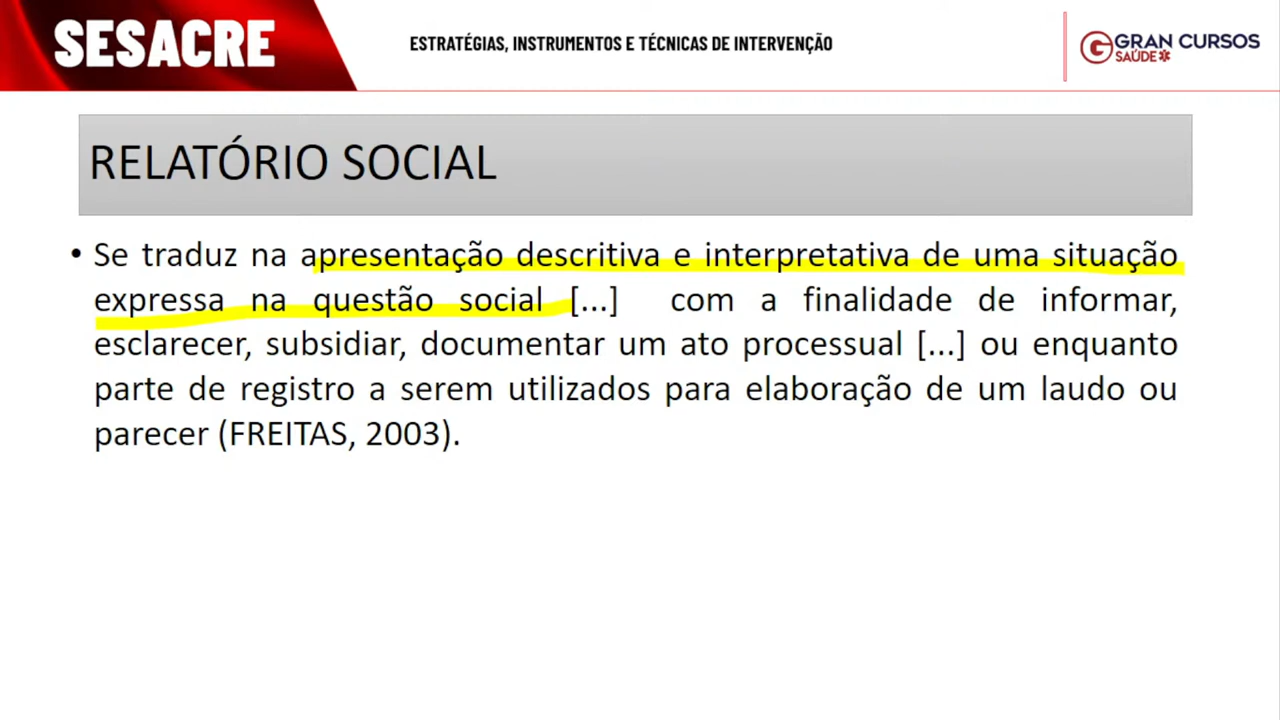 SESACRE
ESTRATÉGIAS, INSTRUMENTOS E TÉCNICAS DE INTERVENÇÃO
GRAN CURSOS
SAÚDE
RELATÓRIO SOCIAL
• Se traduz na apresentação descritiva e interpretativa de uma situação
expressa na questão social [...] com a finalidade de informar,
esclarecer, subsidiar, documentar um ato processual [...] ou enquanto
parte de registro a serem utilizados para elaboração de um laudo ou
parecer (FREITAS, 2003).